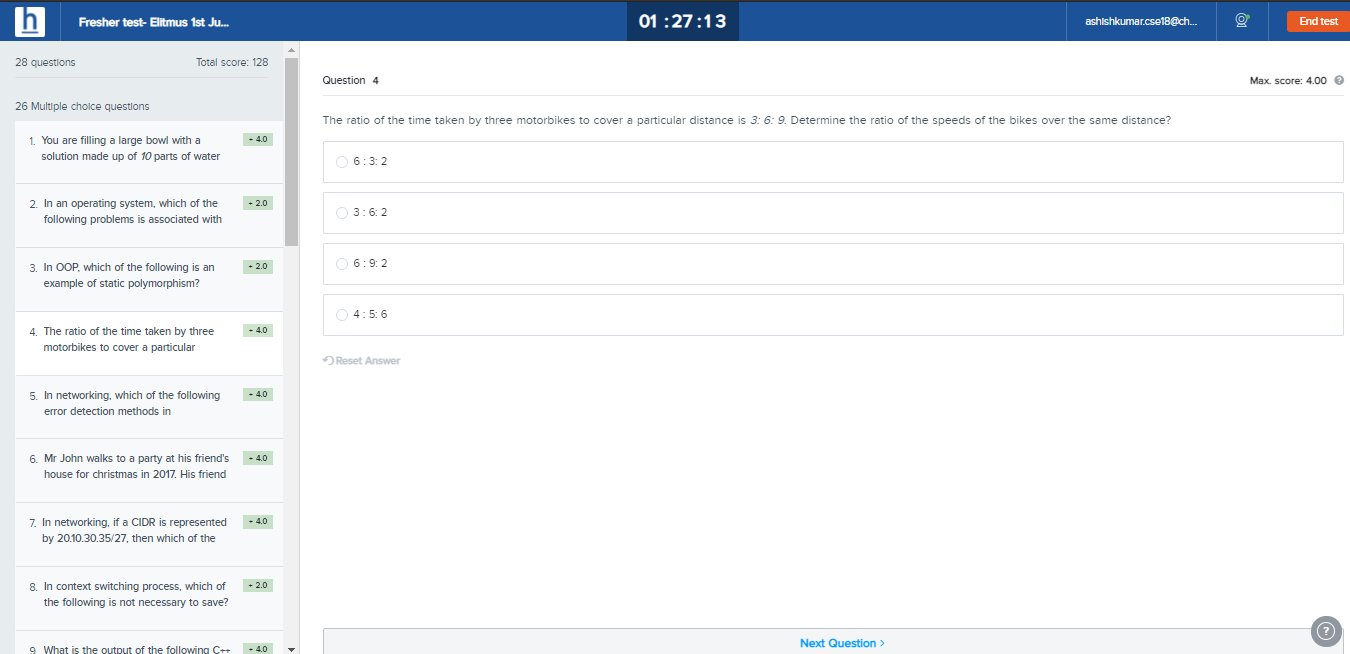 h
Fresher test- Elitmus 1st Ju...
01 :27:13
ashishkumar.cse18@ch...
End test
28 questions
Total score: 128
26 Multiple choice questions
1. You are filling a large bowl with a
solution made up of 10 parts of water
+ 4.0
2. In an operating system, which of the
following problems is associated with
+ 2.0
3. In OOP, which of the following is an
example of static polymorphism?
+ 2.0
4. The ratio of the time taken by three
motorbikes to cover a particular
+ 4.0
5. In networking, which of the following
error detection methods in
+ 4.0
6. Mr John walks to a party at his friend's
house for christmas in 2017. His friend
+ 4.0
7. In networking, if a CIDR is represented
by 20.10.30.35/27, then which of the
+ 4.0
8. In context switching process, which of
the following is not necessary to save?
+ 2.0
9. What is the output of the following C++
+ 4.0
Question 4
Max. score: 4.00 ?
The ratio of the time taken by three motorbikes to cover a particular distance is 3: 6: 9. Determine the ratio of the speeds of the bikes over the same distance?
6 : 3: 2
3 : 6: 2
6 : 9: 2
4 : 5: 6
Reset Answer
Next Question >
?